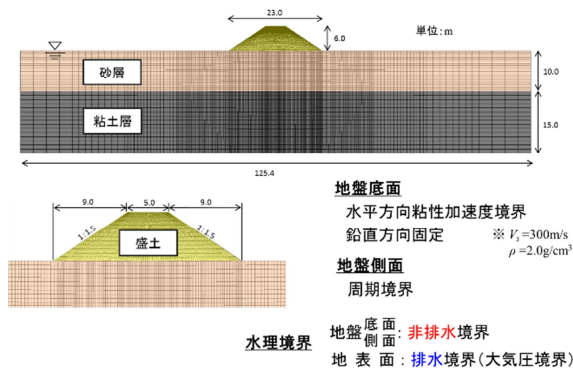 23.0
単位：m
6.0
砂層
10.0
粘土層
15.0
125.4
9.0 5.0 9.0
1:1.5 盛土 1:1.5
地盤底面
水平方向粘性加速度境界
鉛直方向固定 ※ Vs =300m/s
ρ =2.0g/cm³
地盤側面
周期境界
水理境界
地盤底面側面：非排水境界
地表面：排水境界(大気圧境界)